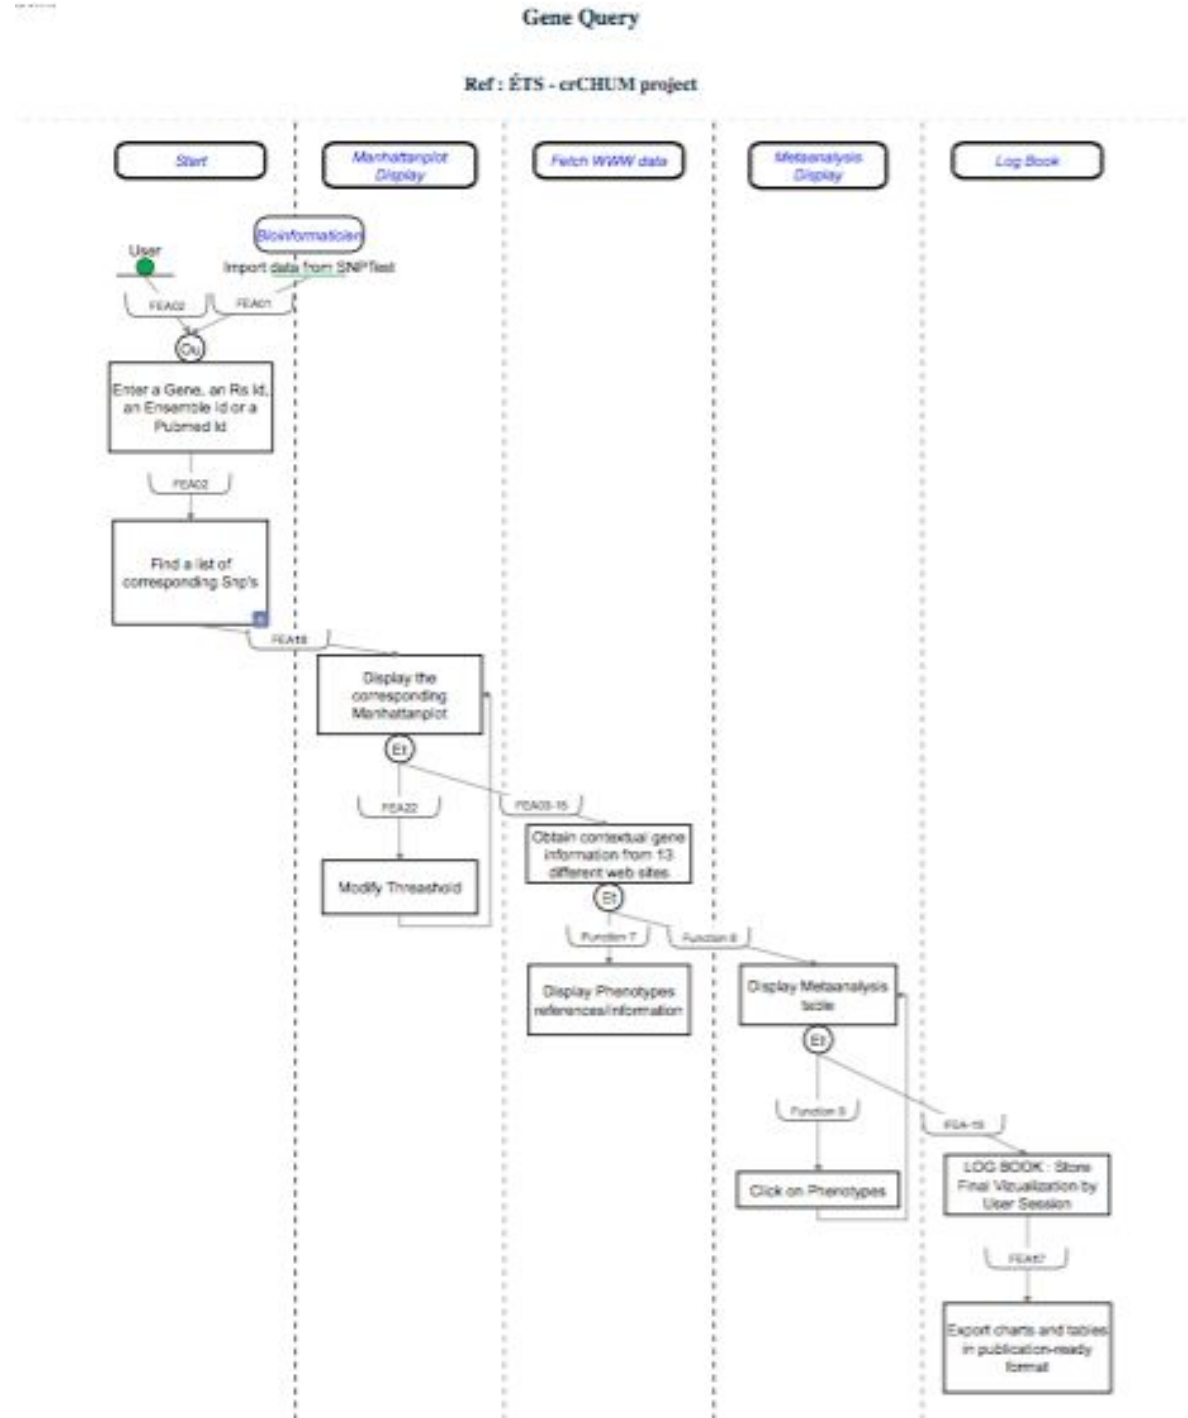 Gene Query
Ref : ÉTS - crCHUM project
Start
Manhattanplot
Display
Fetch WWW data
Metaanalysis
Display
Log Book
User
Bioinformaticien
Import data from SNPTest
FEA02
FEA01
Ou
Enter a Gene, an Rs Id,
an Ensemble Id or a
Pubmed Id
FEA02
Find a list of
corresponding Snp's
Display the
corresponding
Manhattanplot
Et
FEA22
FEA03-15
Obtain contextual gene
information from 13
different web sites
Modify Threashold
Et
Function 7
Function
Display Metaanalysis
table
Display Phenotypes
references/information
Et
Function
Click on Phenotypes
LOG BOOK : Store
Final Vizualization by
User Session
FEA17
Export charts and tables
in publication-ready
format